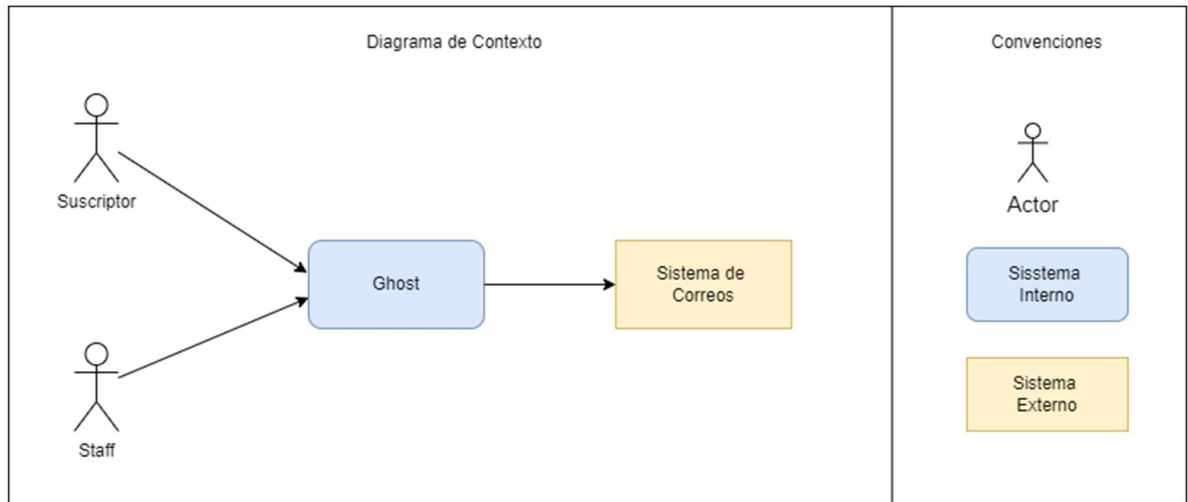 Diagrama de Contexto
Suscriptor
Ghost
Sistema de
Correos
Staff
Convenciones
Actor
Sisstema
Interno
Sistema
Externo